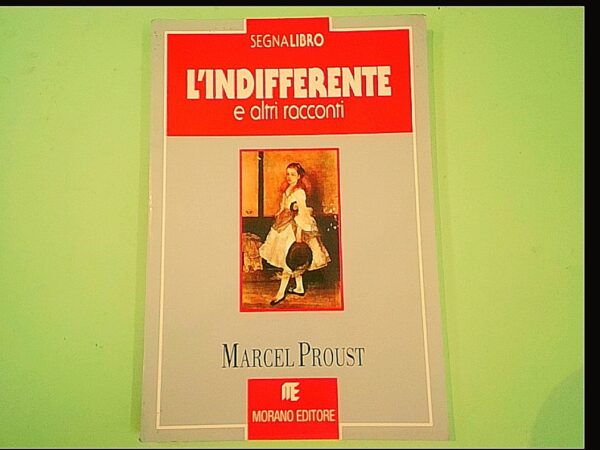 SEGNALIBRO
L'INDIFFERENTE
e altri racconti
MARCEL PROUST
ME
MORANO EDITORE